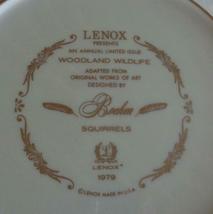 LENOX
PRESENTS
AN ANNUAL LIMITED ISSUE
WOODLAND WILDLIFE
ADAPTED FROM
ORIGINAL WORKS OF ART
DESIGNED BY
Boehm
SQUIRRELS
LENOX®
1979
©LENOX MADE IN U.S.A.